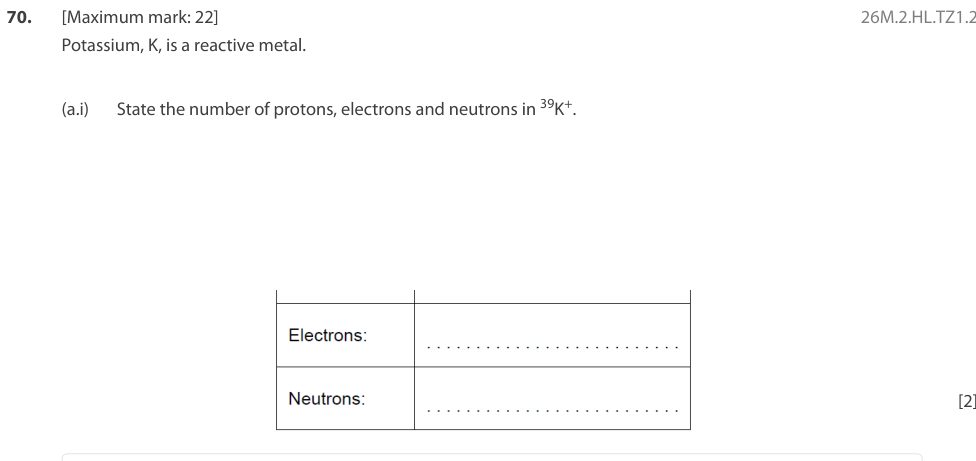 70. [Maximum mark: 22] 26M.2.HL.TZ1.2
Potassium, K, is a reactive metal.
(a.i) State the number of protons, electrons and neutrons in ³⁹K⁺.
Electrons: ..........................
Neutrons: ..........................
[2]